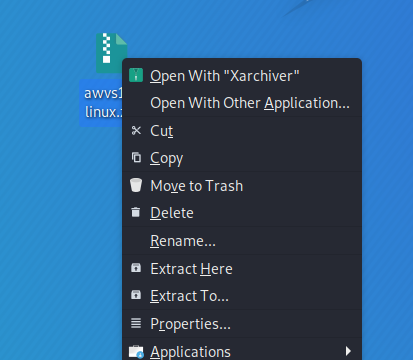 awvs1
linux.
Open With "Xarchiver"
Open With Other Application...
Cut
Copy
Move to Trash
Delete
Rename...
Extract Here
Extract To...
Properties...
Applications